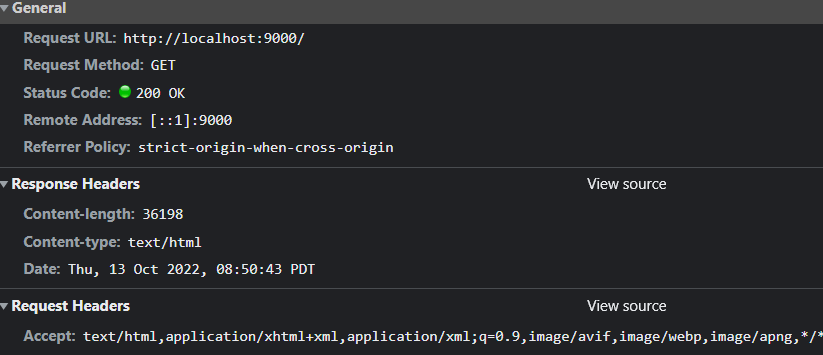 General
Request URL: http://localhost:9000/
Request Method: GET
Status Code: 200 OK
Remote Address: [::1]:9000
Referrer Policy: strict-origin-when-cross-origin
Response Headers View source
Content-length: 36198
Content-type: text/html
Date: Thu, 13 Oct 2022, 08:50:43 PDT
Request Headers View source
Accept: text/html,application/xhtml+xml,application/xml;q=0.9,image/avif,image/webp,image/apng,*/*